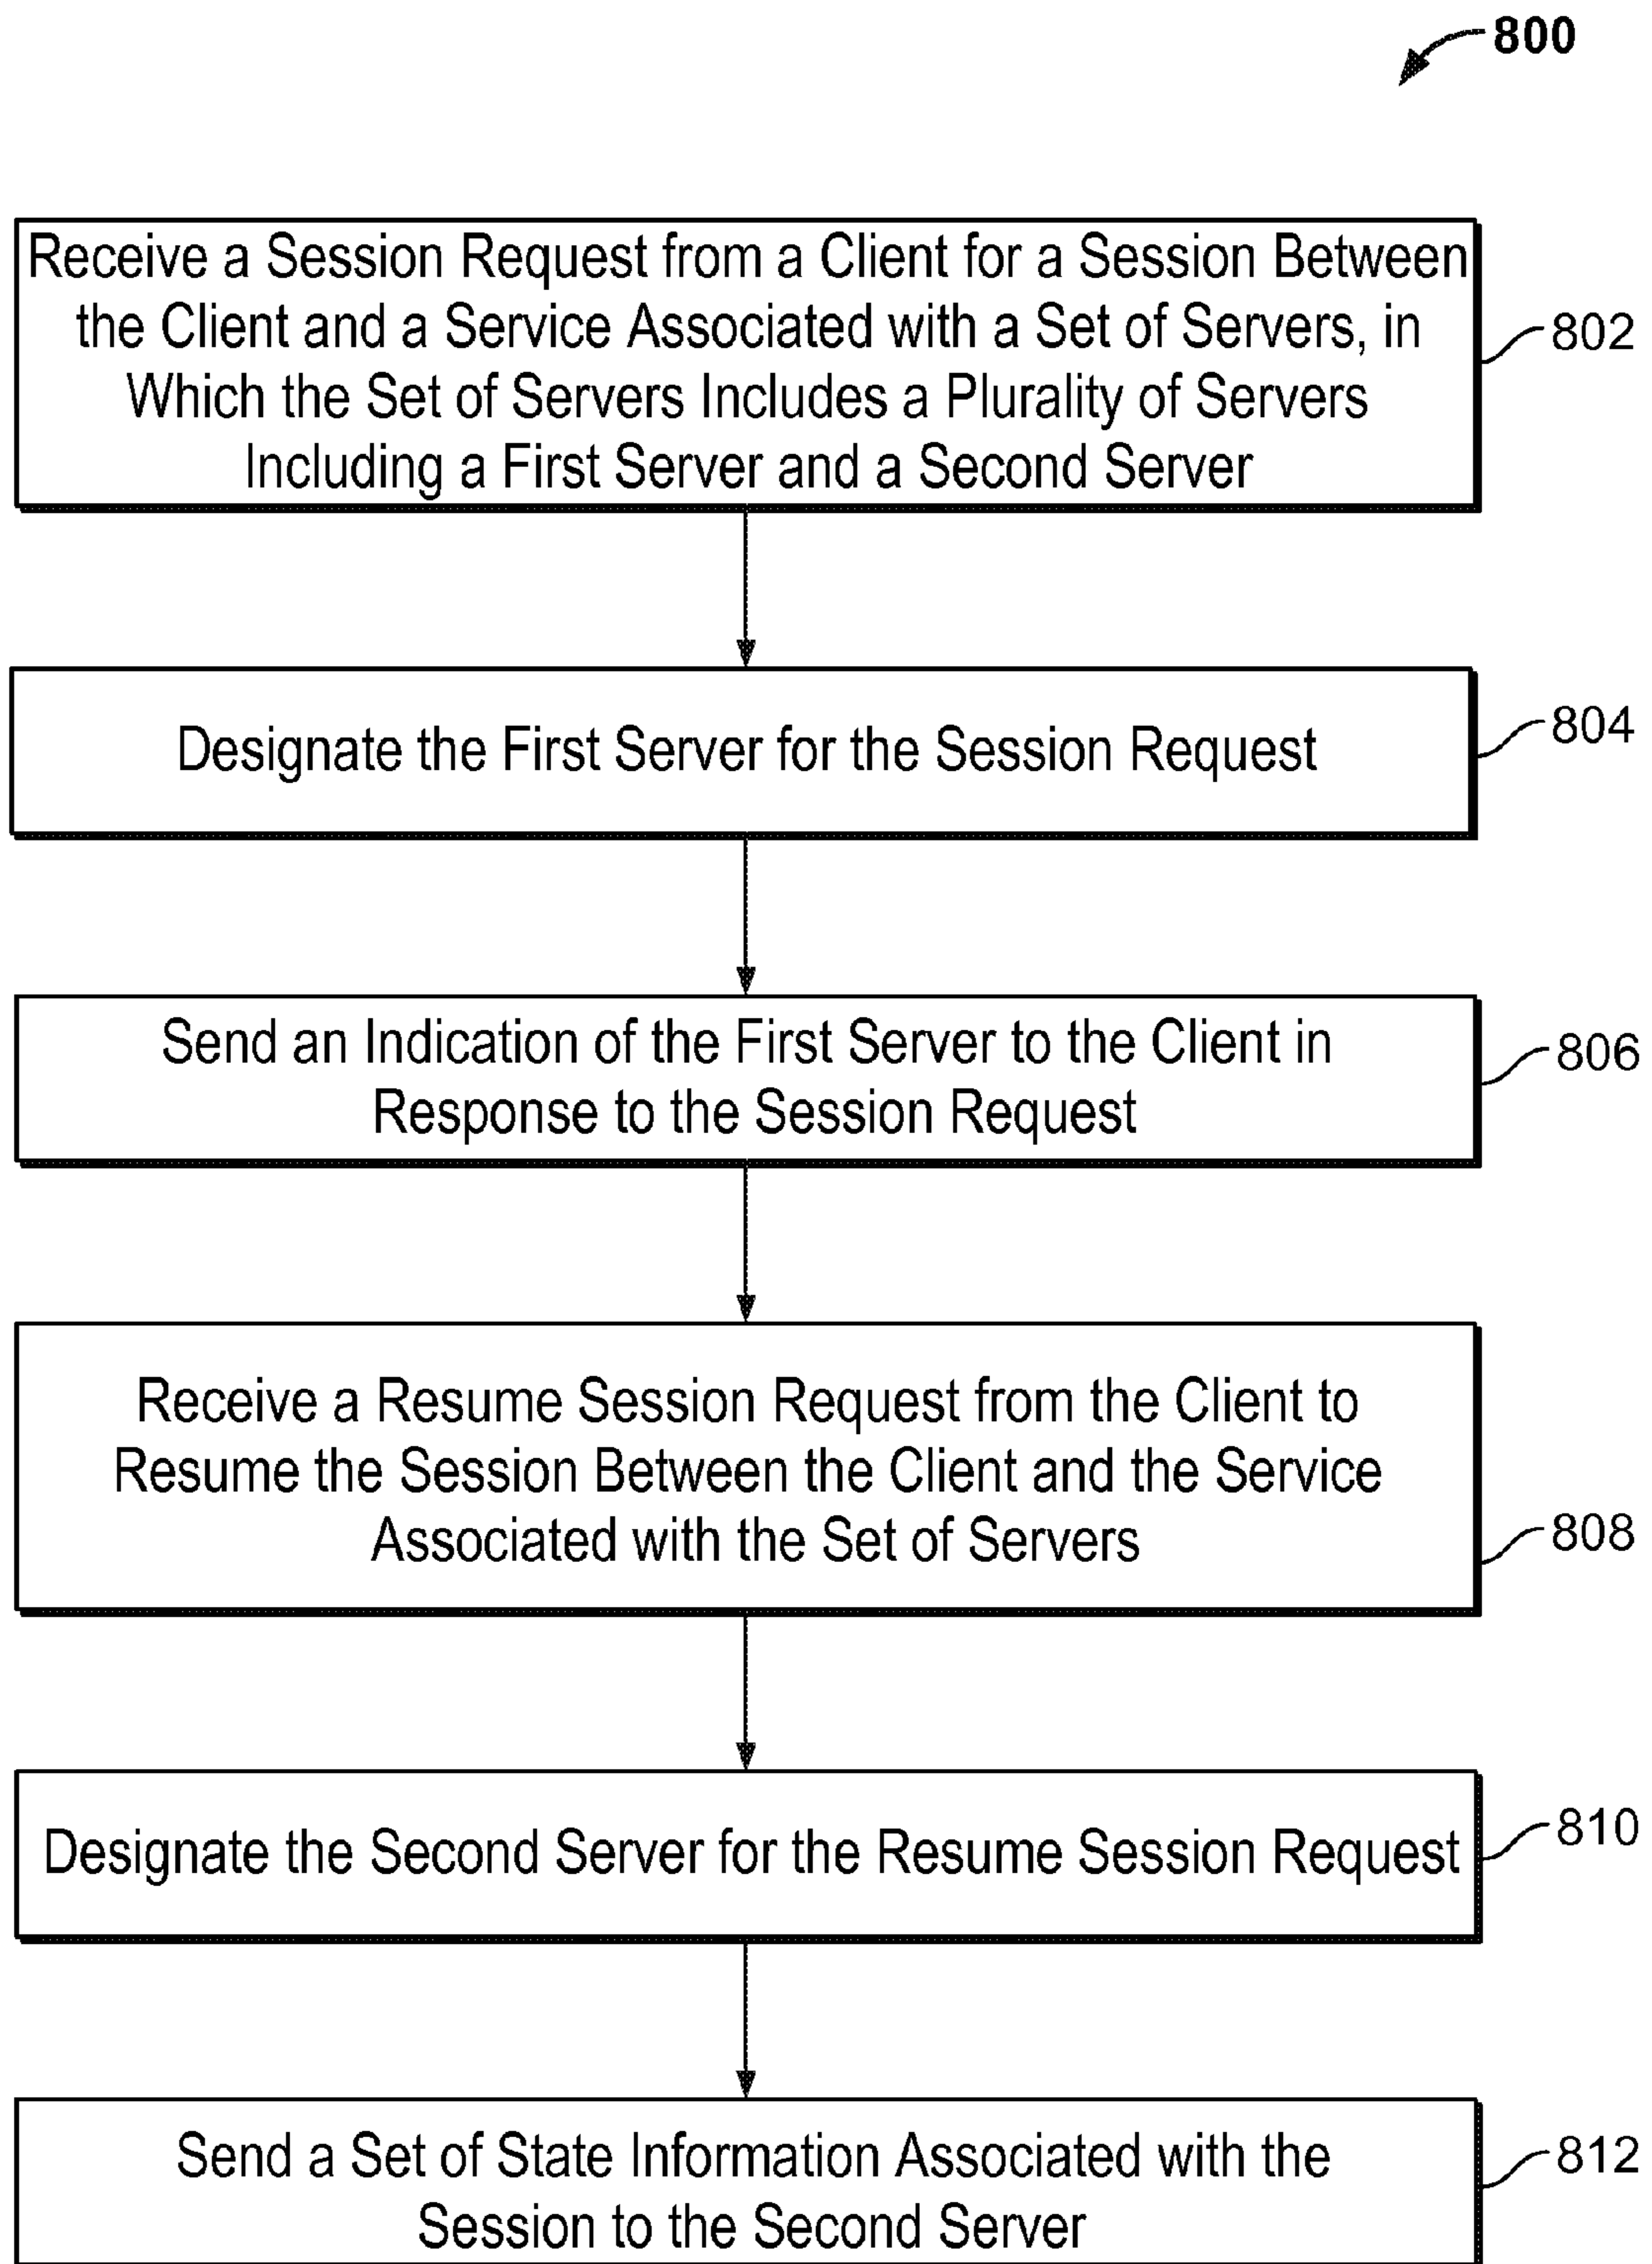 800
Receive a Session Request from a Client for a Session Between
the Client and a Service Associated with a Set of Servers, in
Which the Set of Servers Includes a Plurality of Servers
Including a First Server and a Second Server
802
Designate the First Server for the Session Request
804
Send an Indication of the First Server to the Client in
Response to the Session Request
806
Receive a Resume Session Request from the Client to
Resume the Session Between the Client and the Service
Associated with the Set of Servers
808
Designate the Second Server for the Resume Session Request
810
Send a Set of State Information Associated with the
Session to the Second Server
812